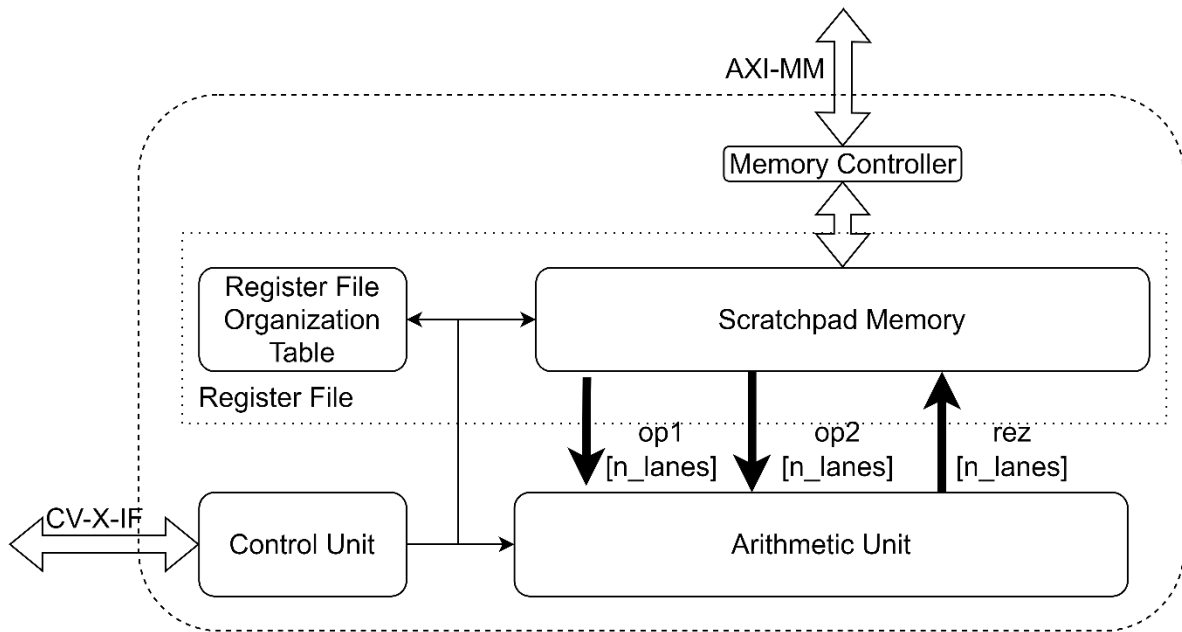 AXI-MM
Memory Controller
Register File
Organization
Table
Scratchpad Memory
Register File
op1
[n_lanes]
op2
[n_lanes]
rez
[n_lanes]
CV-X-IF
Control Unit
Arithmetic Unit